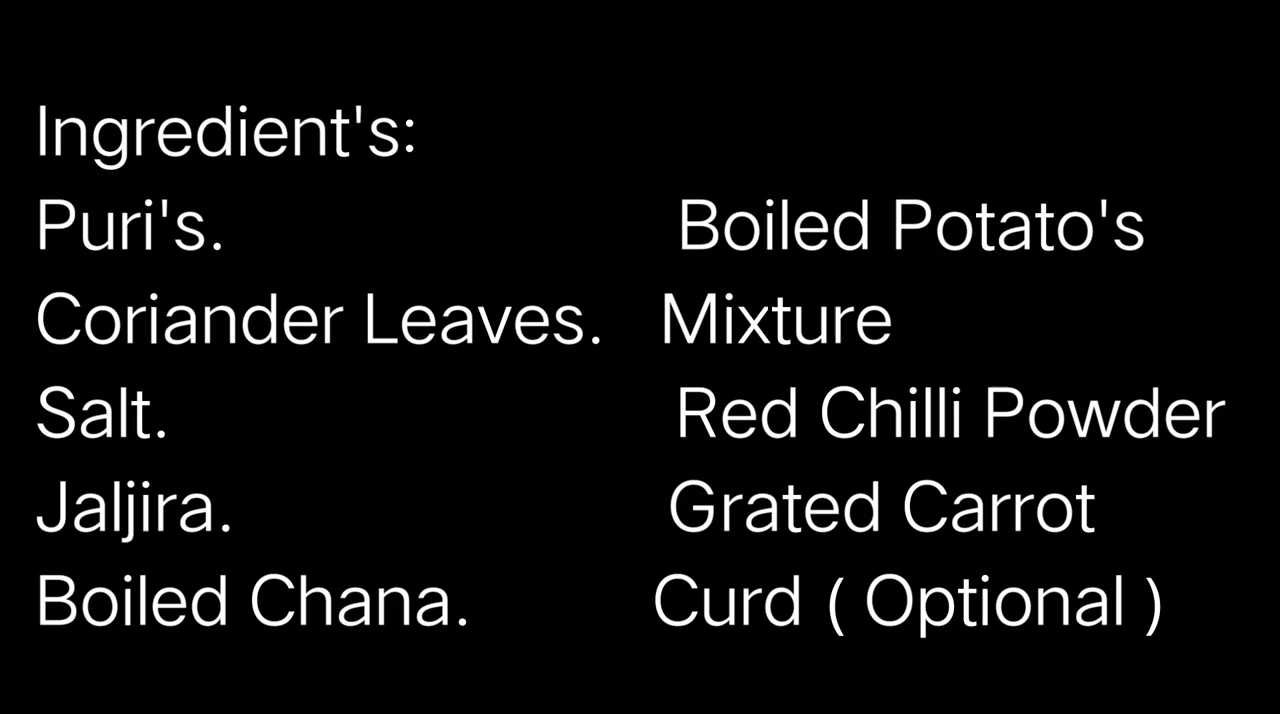 Ingredient's:
Puri's. Boiled Potato's
Coriander Leaves. Mixture
Salt. Red Chilli Powder
Jaljira. Grated Carrot
Boiled Chana. Curd ( Optional )